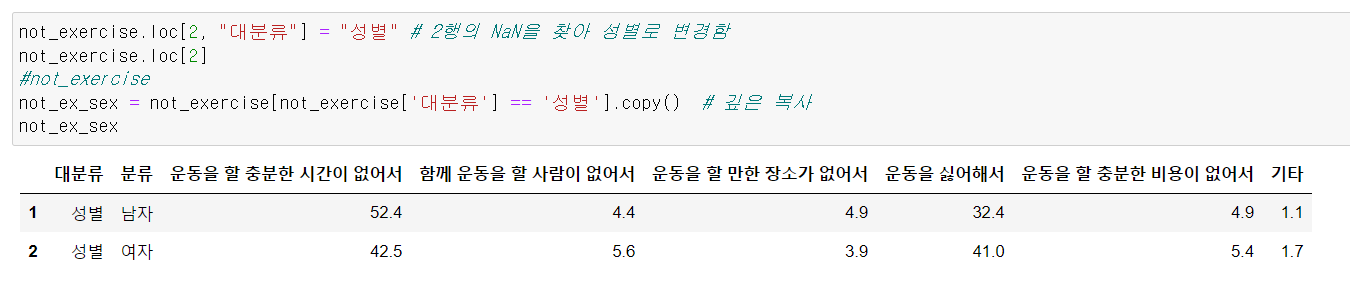 not_exercise.loc[2, "대분류"] = "성별" # 2행의 NaN을 찾아 성별로 변경함
not_exercise.loc[2]
#not_exercise
not_ex_sex = not_exercise[not_exercise['대분류'] == '성별'].copy() # 깊은 복사
not_ex_sex
대분류 분류 운동을 할 충분한 시간이 없어서 함께 운동을 할 사람이 없어서 운동을 할 만한 장소가 없어서 운동을 싫어해서 운동을 할 충분한 비용이 없어서 기타
1 성별 남자 52.4 4.4 4.9 32.4 4.9 1.1
2 성별 여자 42.5 5.6 3.9 41.0 5.4 1.7